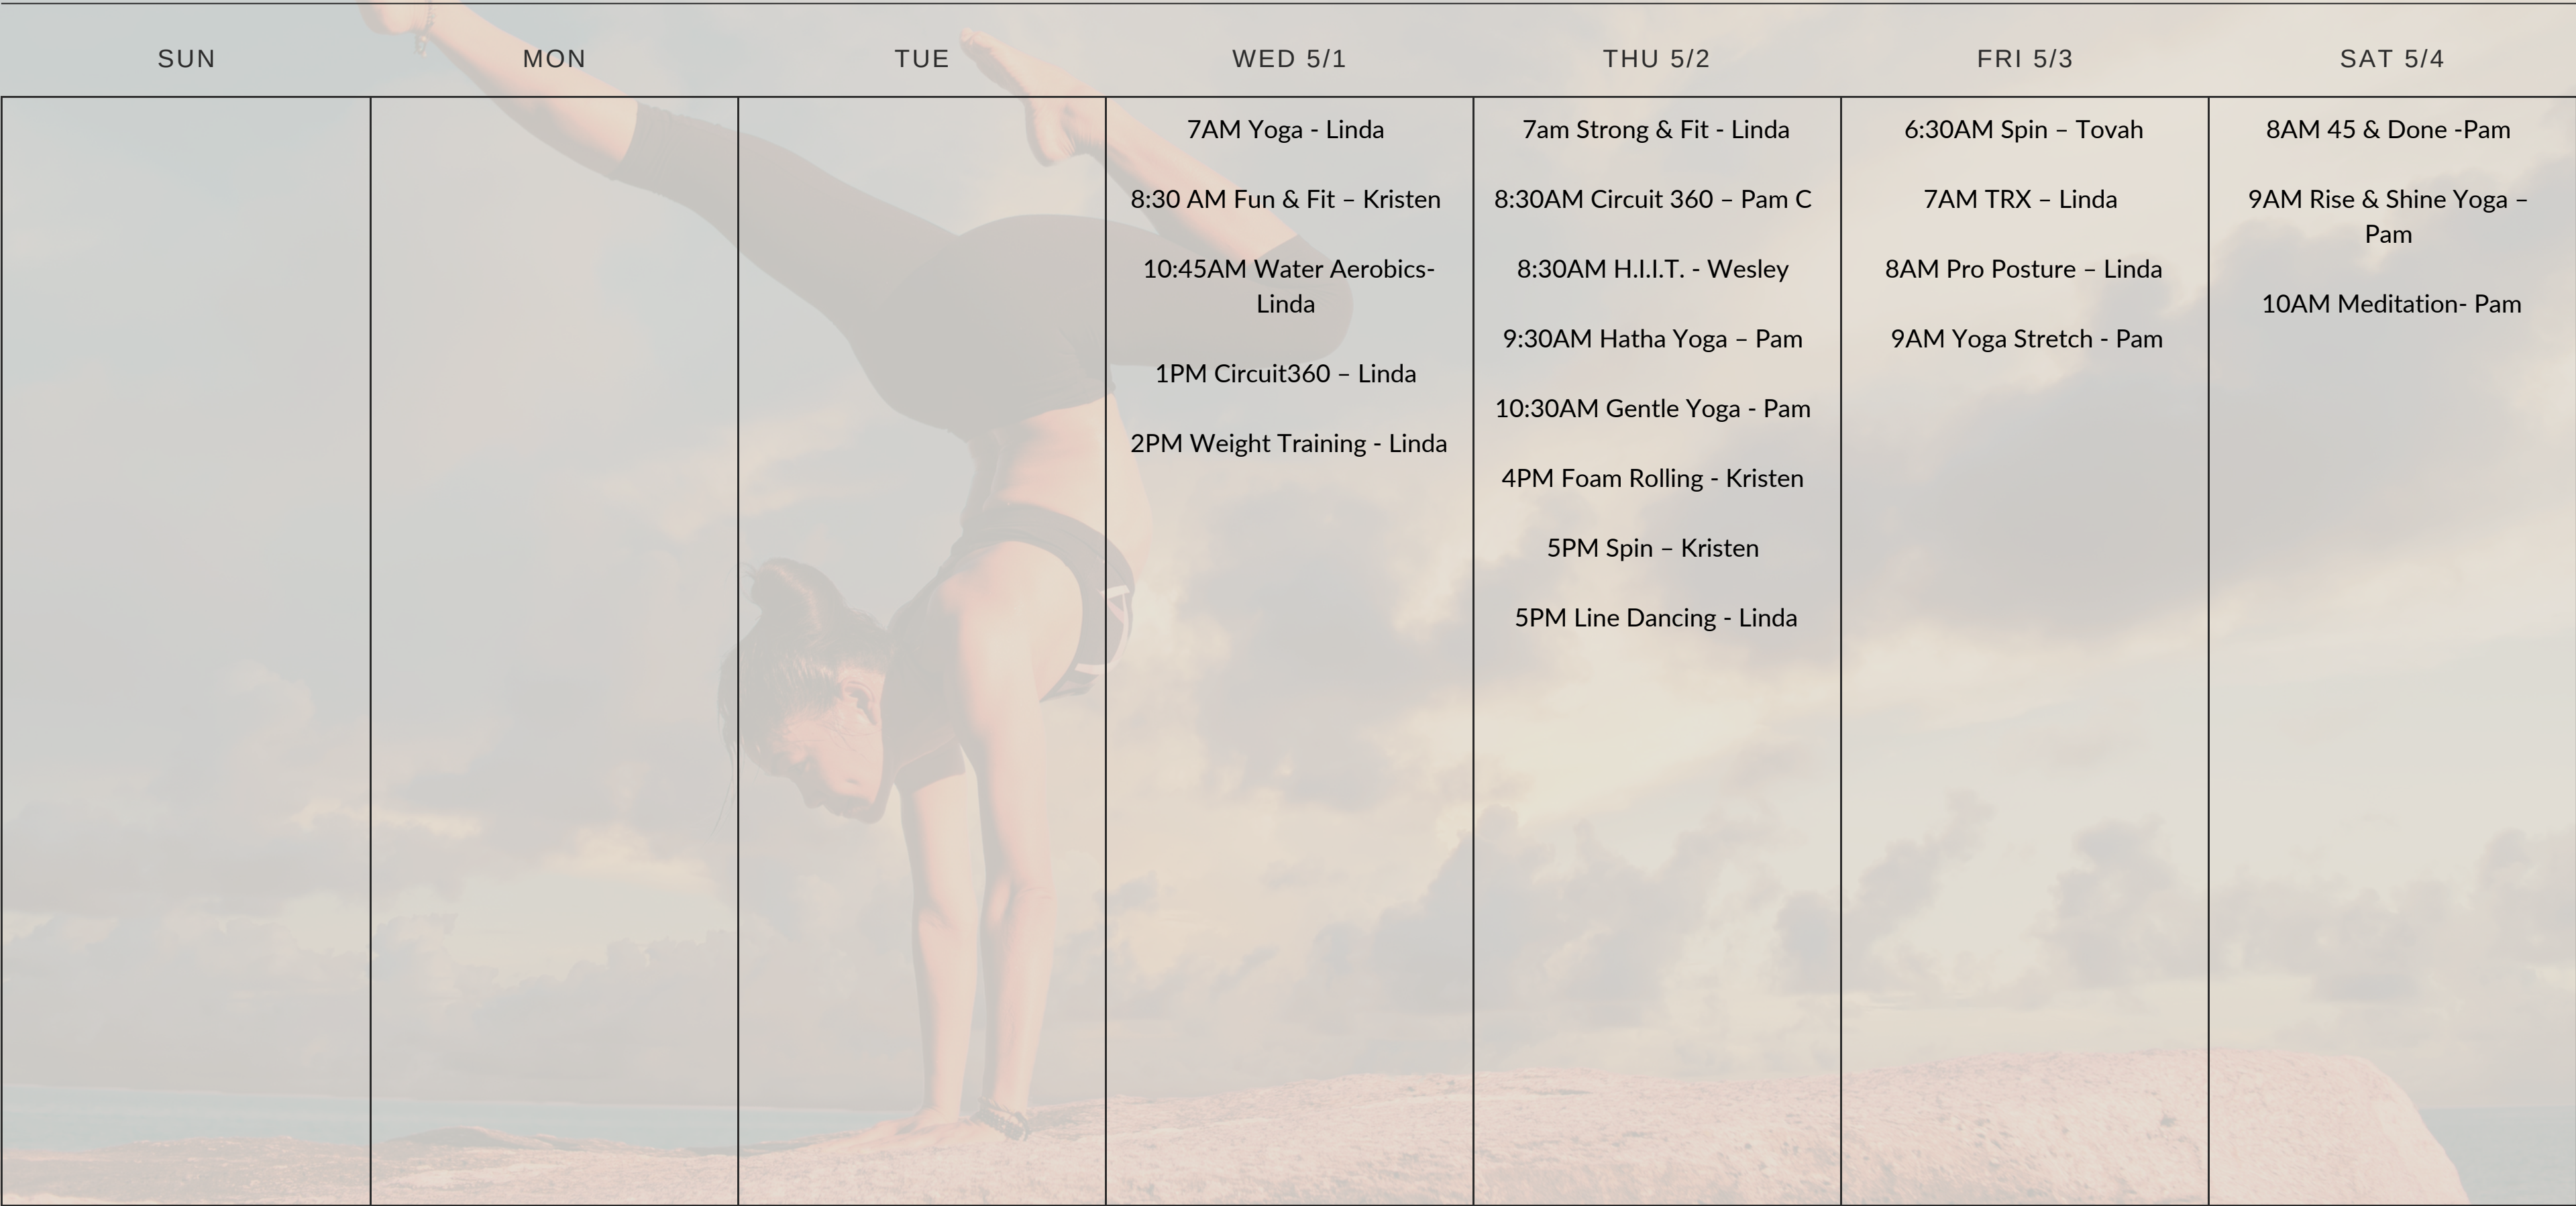 SUN MON TUE WED 5/1 THU 5/2 FRI 5/3 SAT 5/4
7AM Yoga - Linda
8:30 AM Fun & Fit – Kristen
10:45AM Water Aerobics-
Linda
1PM Circuit360 – Linda
2PM Weight Training - Linda
7am Strong & Fit - Linda
8:30AM Circuit 360 – Pam C
8:30AM H.I.I.T. - Wesley
9:30AM Hatha Yoga – Pam
10:30AM Gentle Yoga - Pam
4PM Foam Rolling - Kristen
5PM Spin – Kristen
5PM Line Dancing - Linda
6:30AM Spin – Tovah
7AM TRX – Linda
8AM Pro Posture – Linda
9AM Yoga Stretch - Pam
8AM 45 & Done -Pam
9AM Rise & Shine Yoga –
Pam
10AM Meditation- Pam